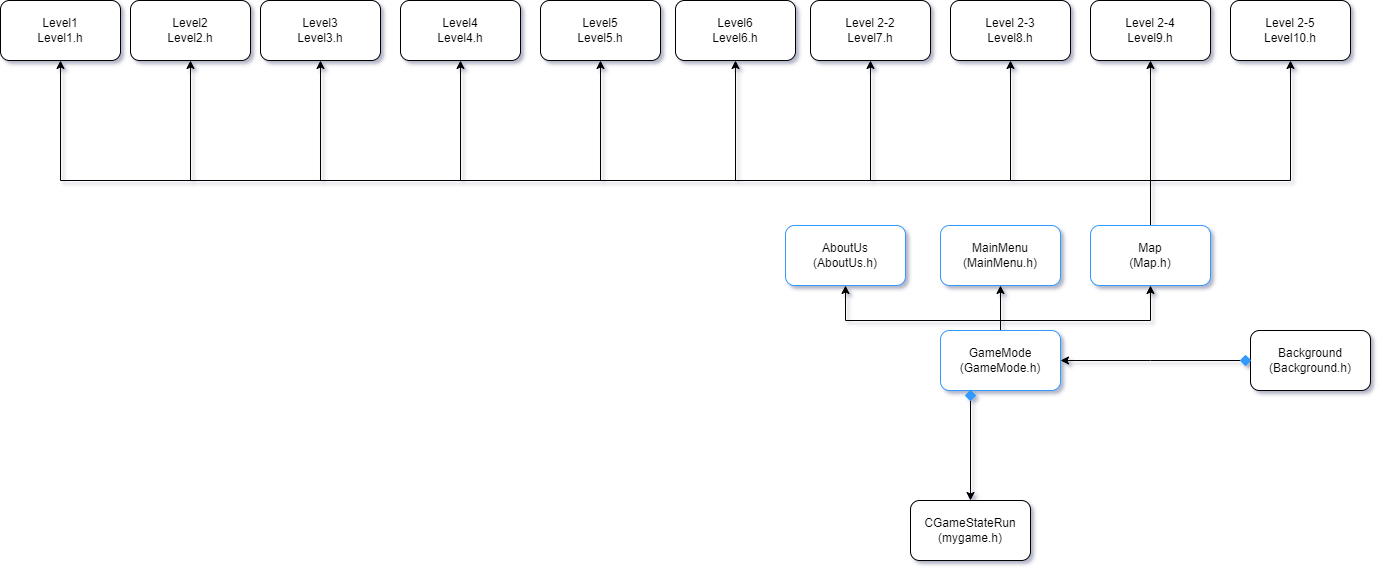 Level1
Level1.h
Level2
Level2.h
Level3
Level3.h
Level4
Level4.h
Level5
Level5.h
Level6
Level6.h
Level 2-2
Level7.h
Level 2-3
Level8.h
Level 2-4
Level9.h
Level 2-5
Level10.h
AboutUs
(AboutUs.h)
MainMenu
(MainMenu.h)
Map
(Map.h)
GameMode
(GameMode.h)
Background
(Background.h)
CGameStateRun
(mygame.h)